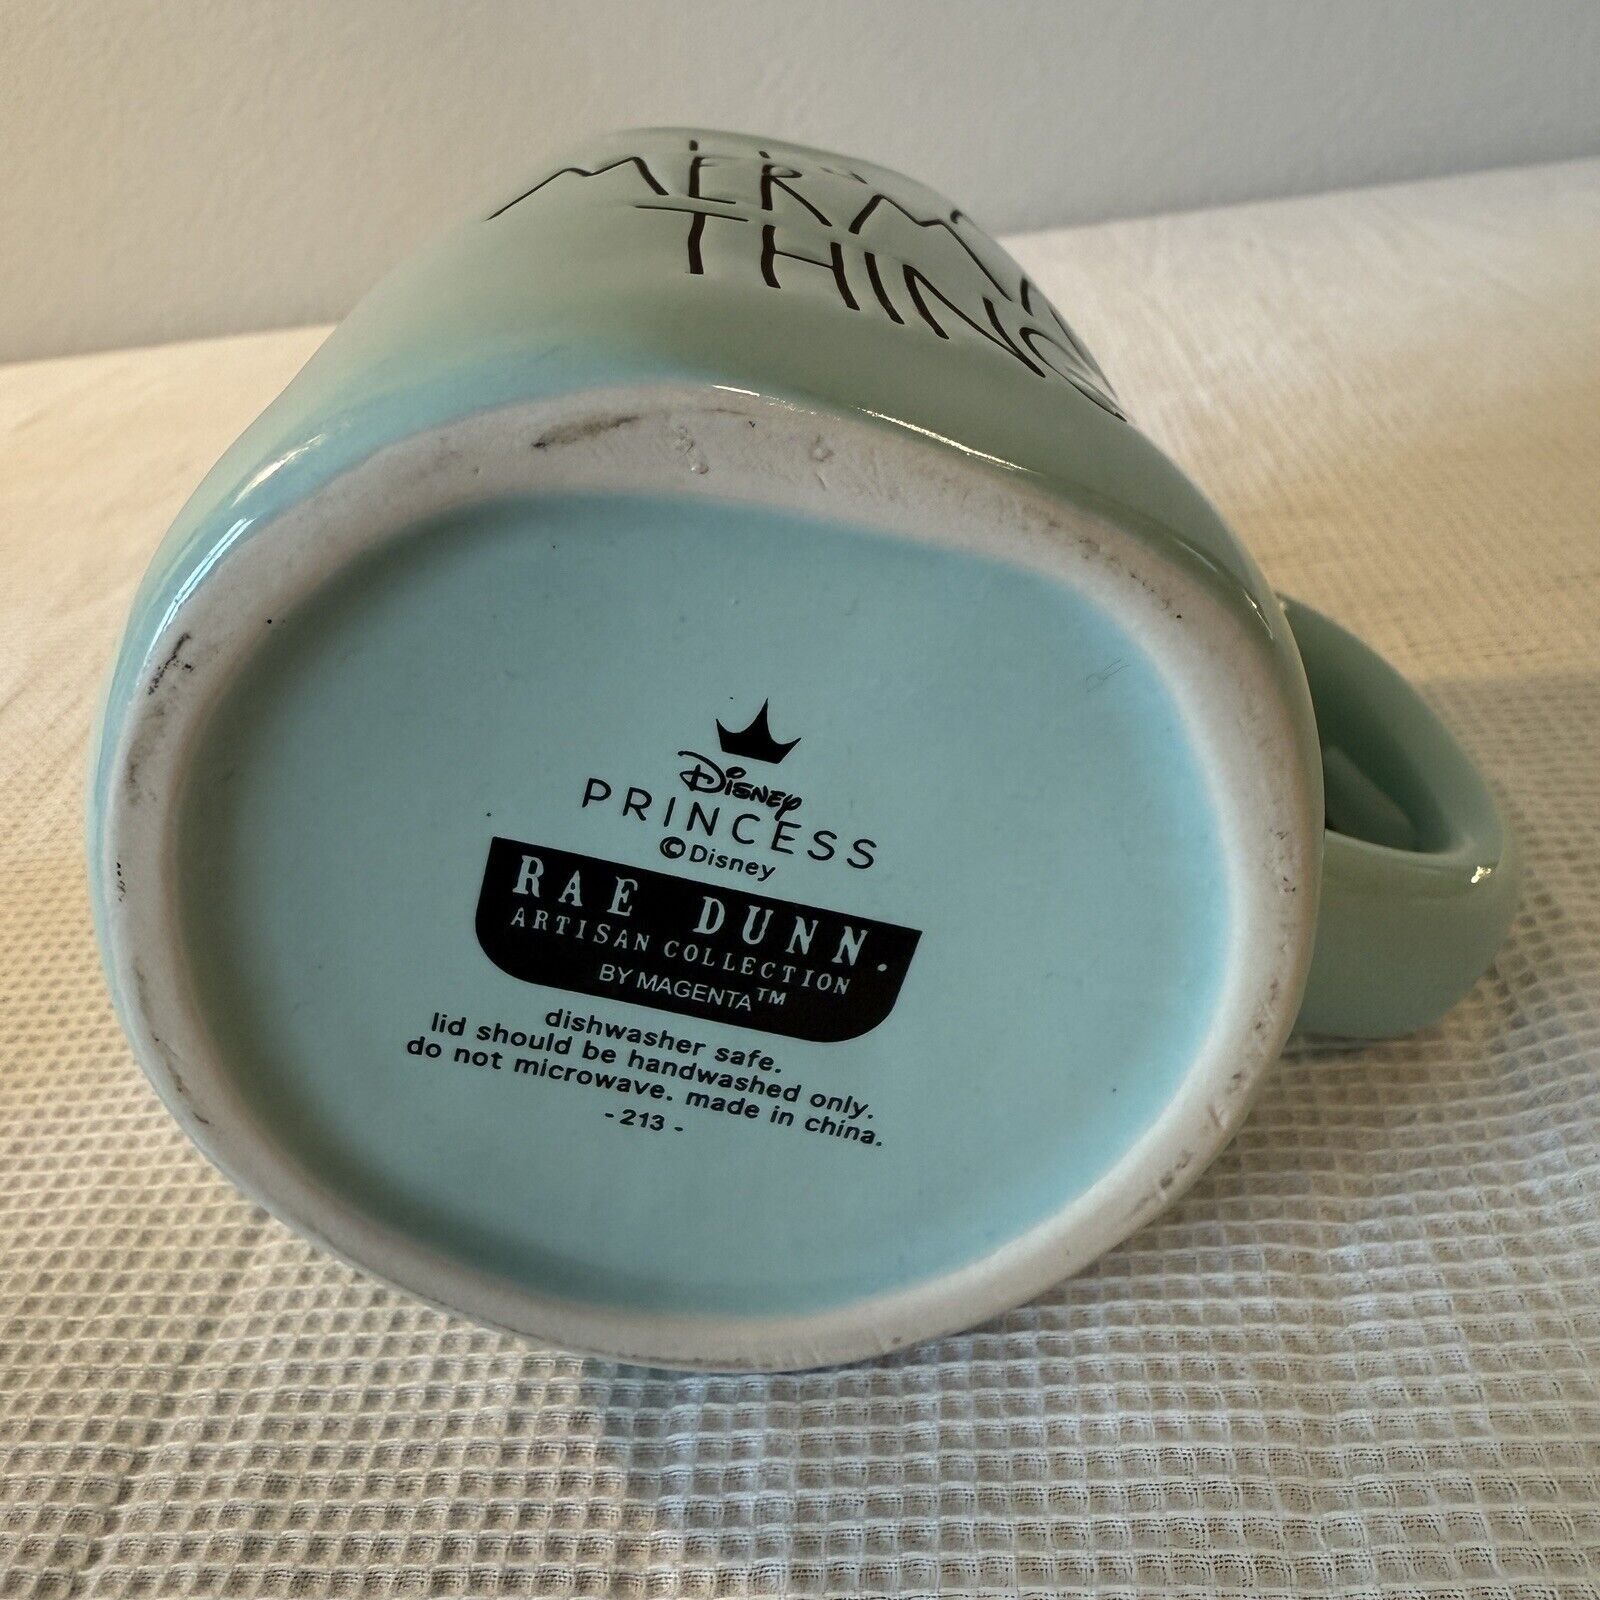 THING
Disney
PRINCESS
©Disney
RAE DUNN.
ARTISAN COLLECTION
BY MAGENTA™
dishwasher safe.
lid should be handwashed only.
do not microwave. made in china.
- 213 -